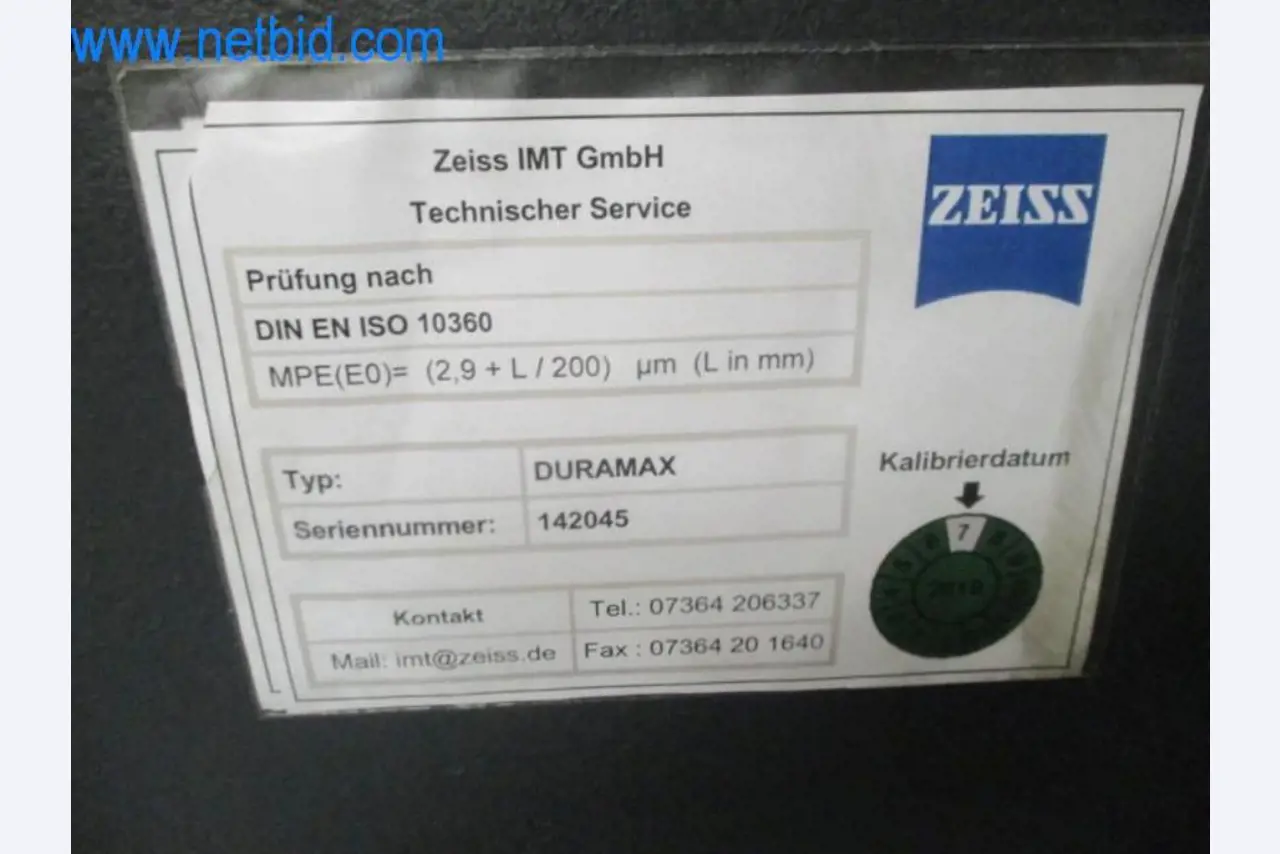 www.netbid.com
Zeiss IMT GmbH
Technischer Service
ZEISS
Prüfung nach
DIN EN ISO 10360
MPE(E0)= (2,9 + L / 200) µm (L in mm)
Typ: DURAMAX
Seriennummer: 142045
Kalibrierdatum
7
Kontakt
Tel.: 07364 206337
Mail: imt@zeiss.de
Fax : 07364 20 1640